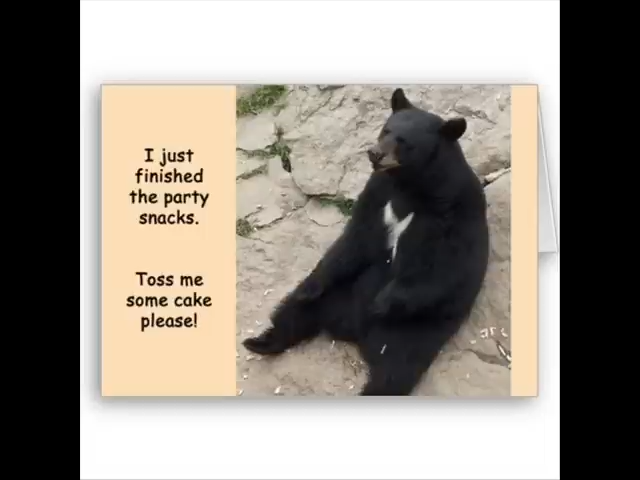 I just
finished
the party
snacks.
Toss me
some cake
please!